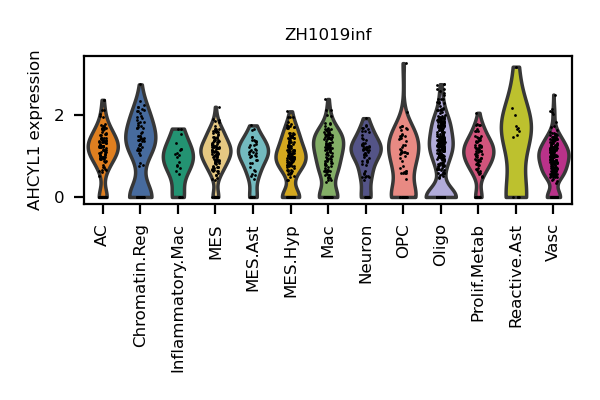 ZH1019inf
AHCYL1 expression
2
0
AC
Chromatin.Reg
Inflammatory.Mac
MES
MES.Ast
MES.Hyp
Mac
Neuron
OPC
Oligo
Prolif.Metab
Reactive.Ast
Vasc